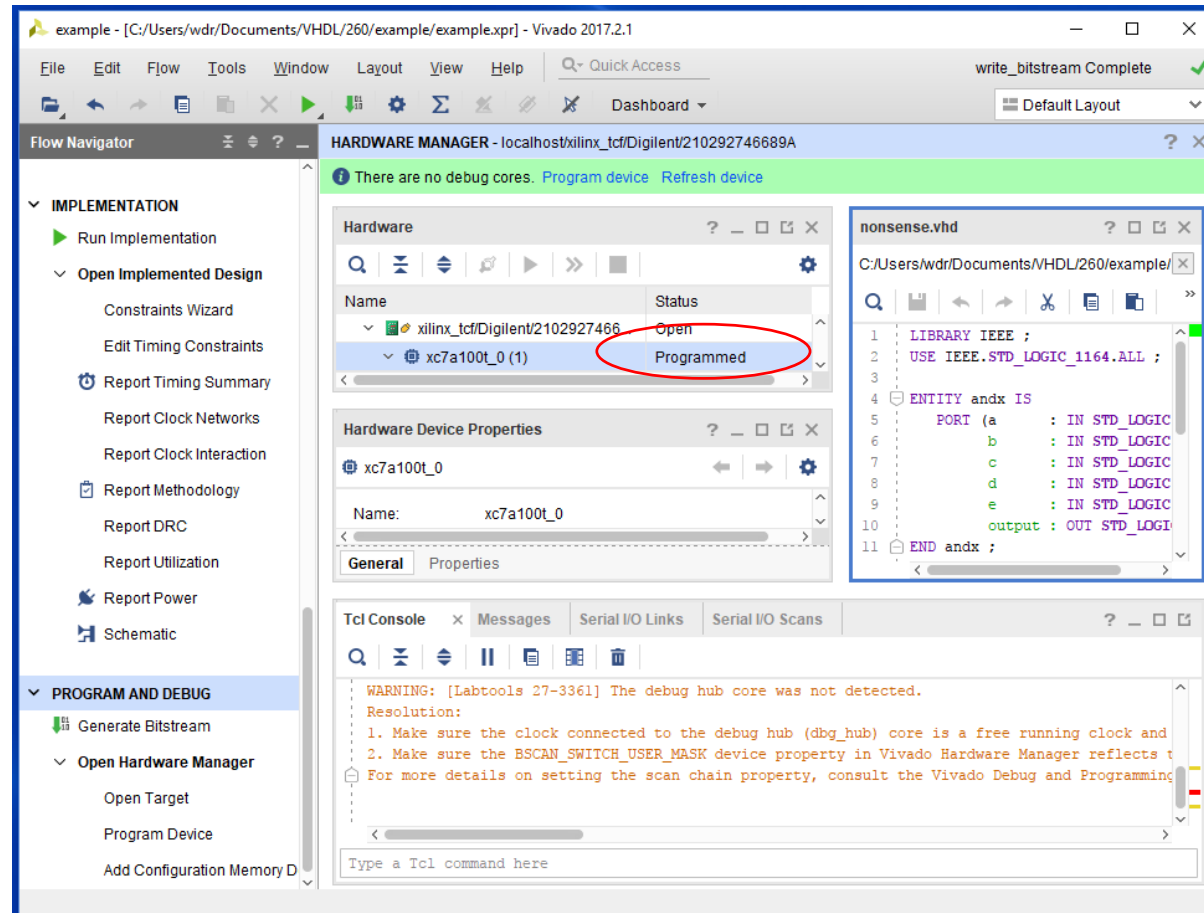 example - [C:/Users/wdr/Documents/VHDL/260/example/example.xpr] - Vivado 2017.2.1
File Edit Flow Tools Window Layout View Help Quick Access write_bitstream Complete
Dashboard Default Layout
Flow Navigator
IMPLEMENTATION
Run Implementation
Open Implemented Design
Constraints Wizard
Edit Timing Constraints
Report Timing Summary
Report Clock Networks
Report Clock Interaction
Report Methodology
Report DRC
Report Utilization
Report Power
Schematic
PROGRAM AND DEBUG
Generate Bitstream
Open Hardware Manager
Open Target
Program Device
Add Configuration Memory D
HARDWARE MANAGER - localhost/xilinx_tcf/Digilent/210292746689A
There are no debug cores. Program device Refresh device
Hardware
Name Status
xilinx_tcf/Digilent/2102927466... Open
xc7a100t_0 (1) Programmed
Hardware Device Properties
xc7a100t_0
Name: xc7a100t_0
General Properties
nonsense.vhd
C:/Users/wdr/Documents/VHDL/260/example/
1 LIBRARY IEEE ;
2 USE IEEE.STD_LOGIC_1164.ALL ;
3
4 ENTITY andx IS
5 PORT (a : IN STD_LOGIC
6 b : IN STD_LOGIC
7 c : IN STD_LOGIC
8 d : IN STD_LOGIC
9 e : IN STD_LOGIC
10 output : OUT STD_LOGI
11 END andx ;
Tcl Console Messages Serial I/O Links Serial I/O Scans
WARNING: [Labtools 27-3361] The debug hub core was not detected.
Resolution:
1. Make sure the clock connected to the debug hub (dbg_hub) core is a free running clock and
2. Make sure the BSCAN_SWITCH_USER_MASK device property in Vivado Hardware Manager reflects t
For more details on setting the scan chain property, consult the Vivado Debug and Programming
Type a Tcl command here